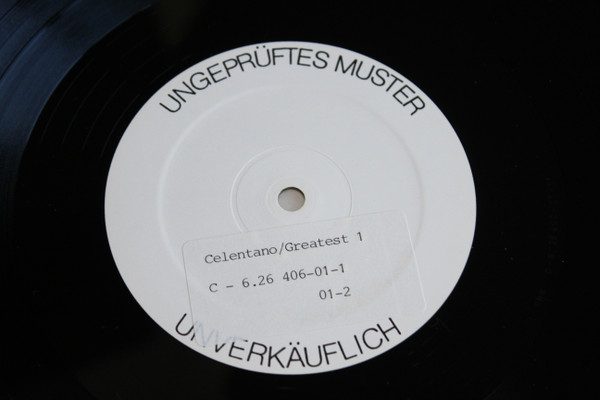 UNGEPRÜFTES MUSTER
Celentano/Greatest 1
C - 6.26 406-01-1
01-2
UNVERKÄUFLICH